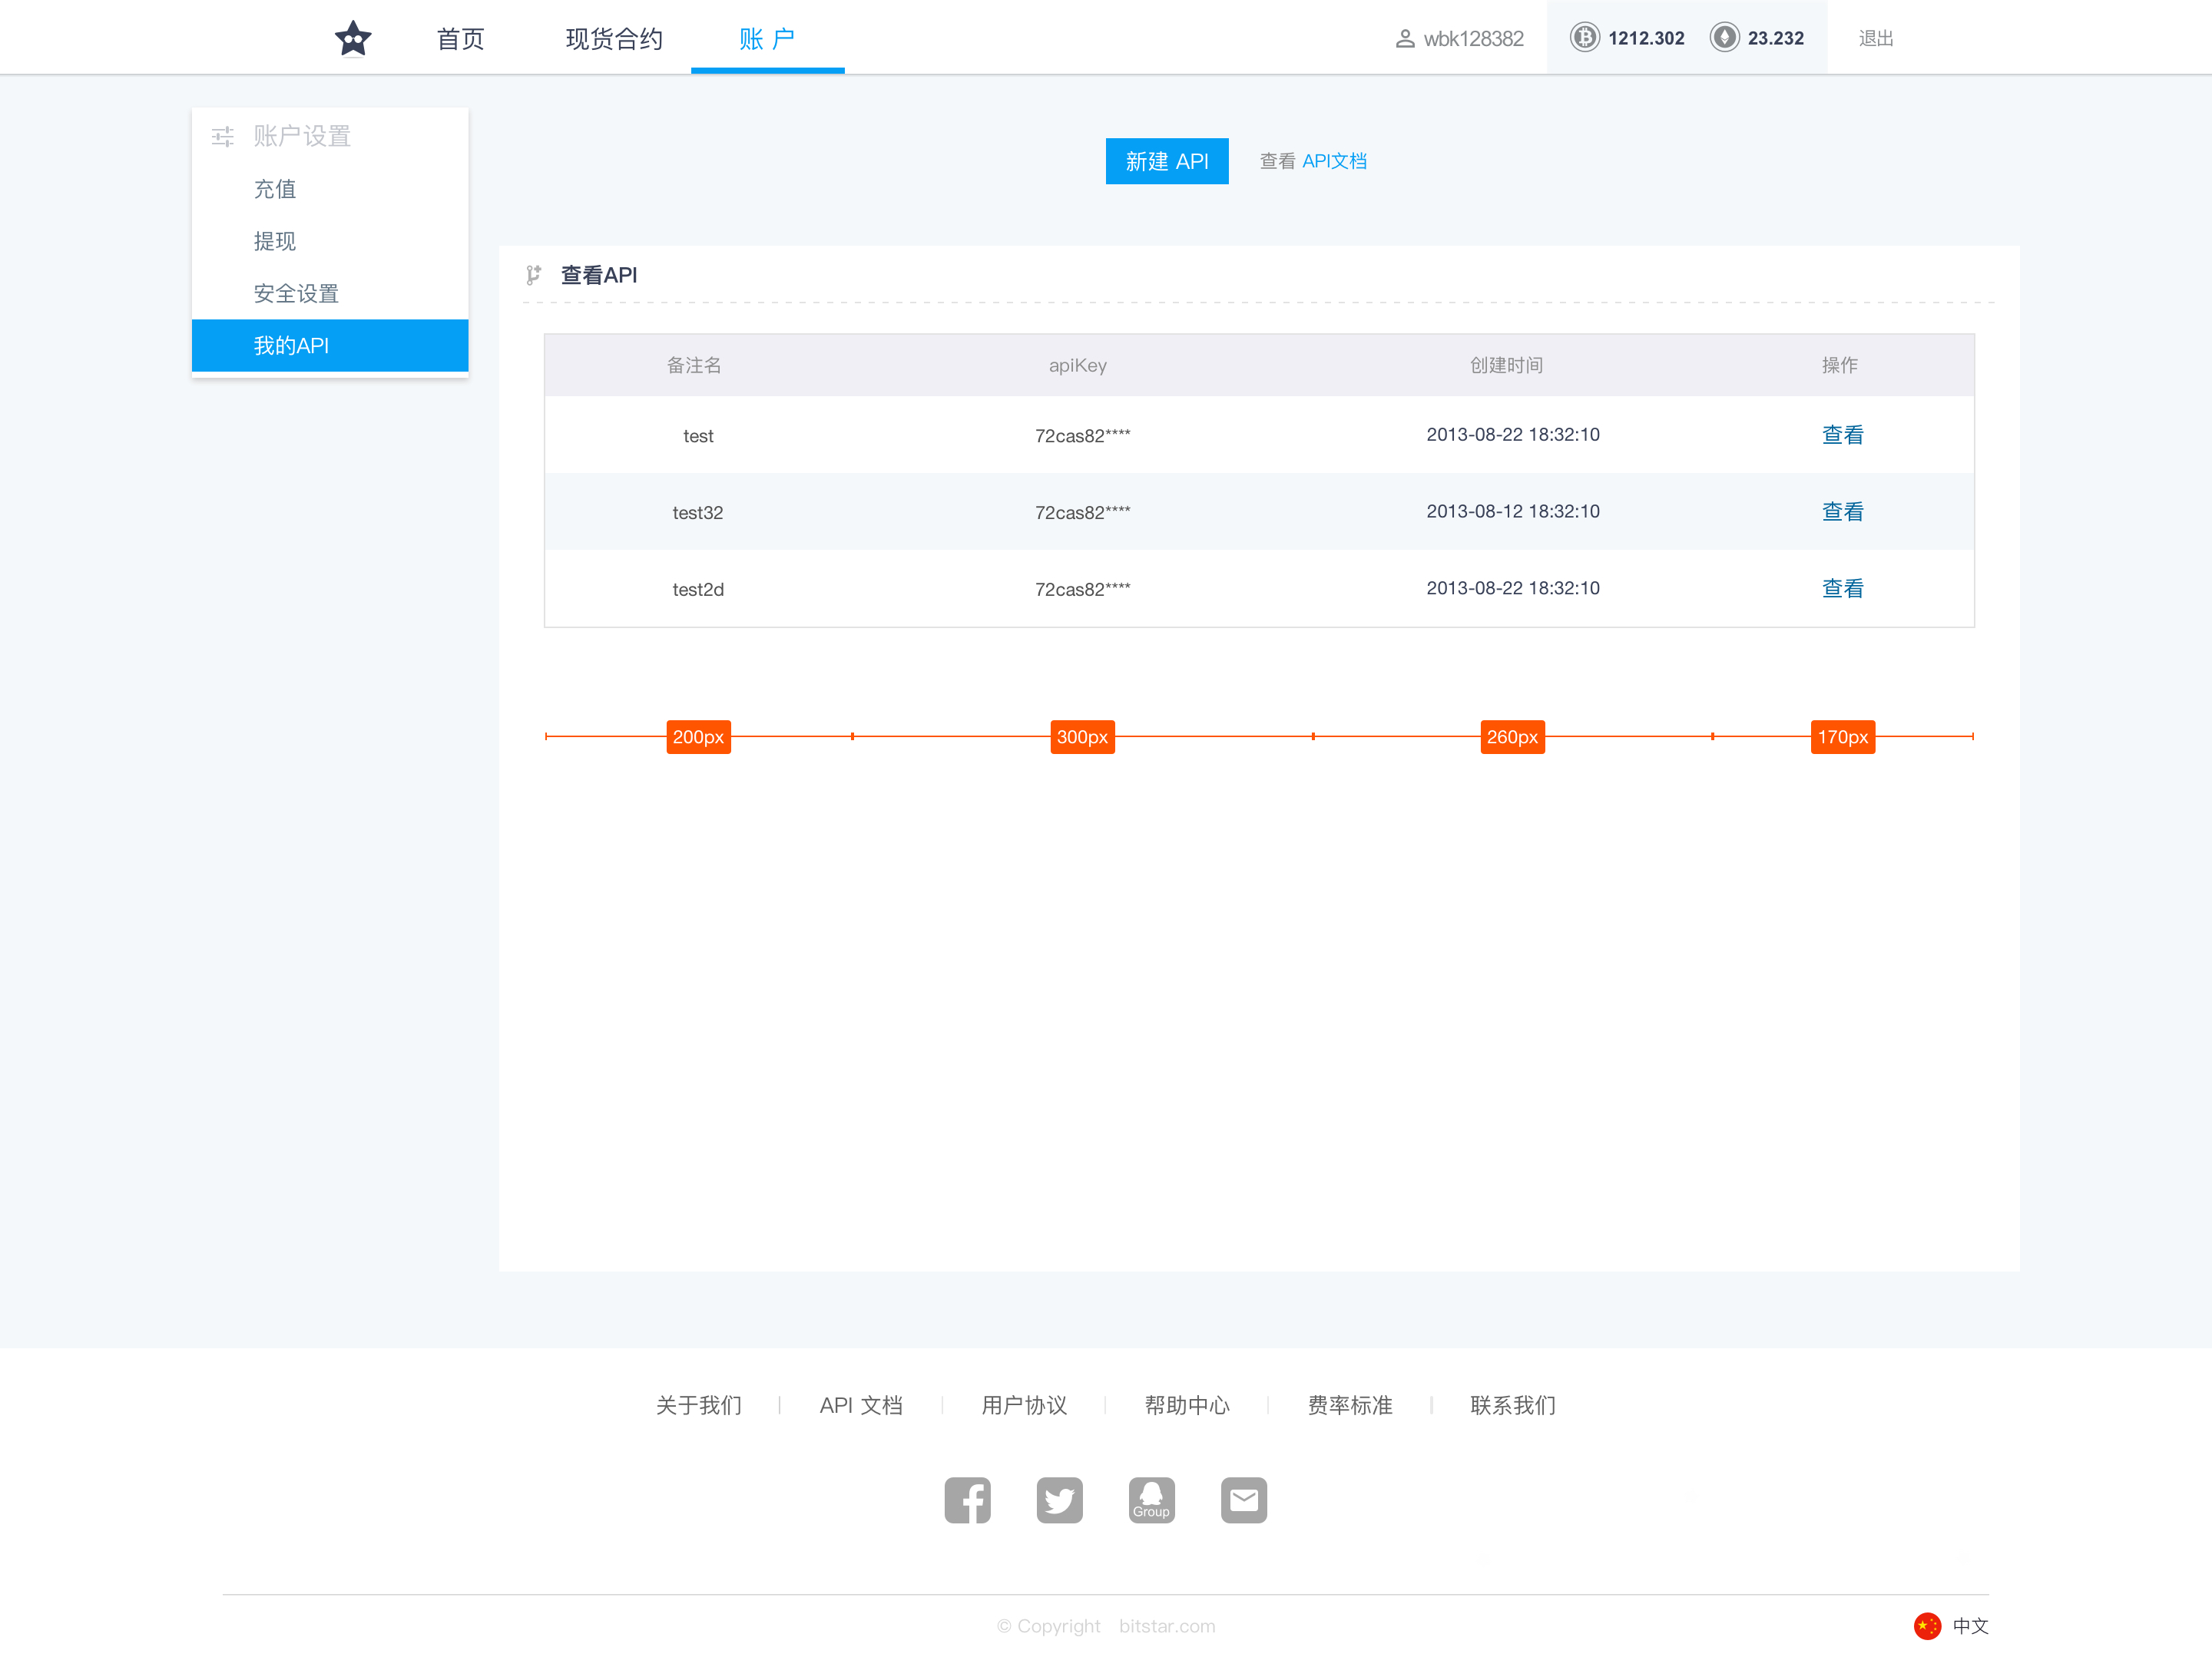 首页 现货合约 账 户 wbk128382 1212.302 23.232 退出
账户设置
充值
提现
安全设置
我的API
新建 API 查看 API文档
查看API
备注名 apiKey 创建时间 操作
test 72cas82**** 2013-08-22 18:32:10 查看
test32 72cas82**** 2013-08-12 18:32:10 查看
test2d 72cas82**** 2013-08-22 18:32:10 查看
200px 300px 260px 170px
关于我们 API 文档 用户协议 帮助中心 费率标准 联系我们
Group
© Copyright bitstar.com 中文